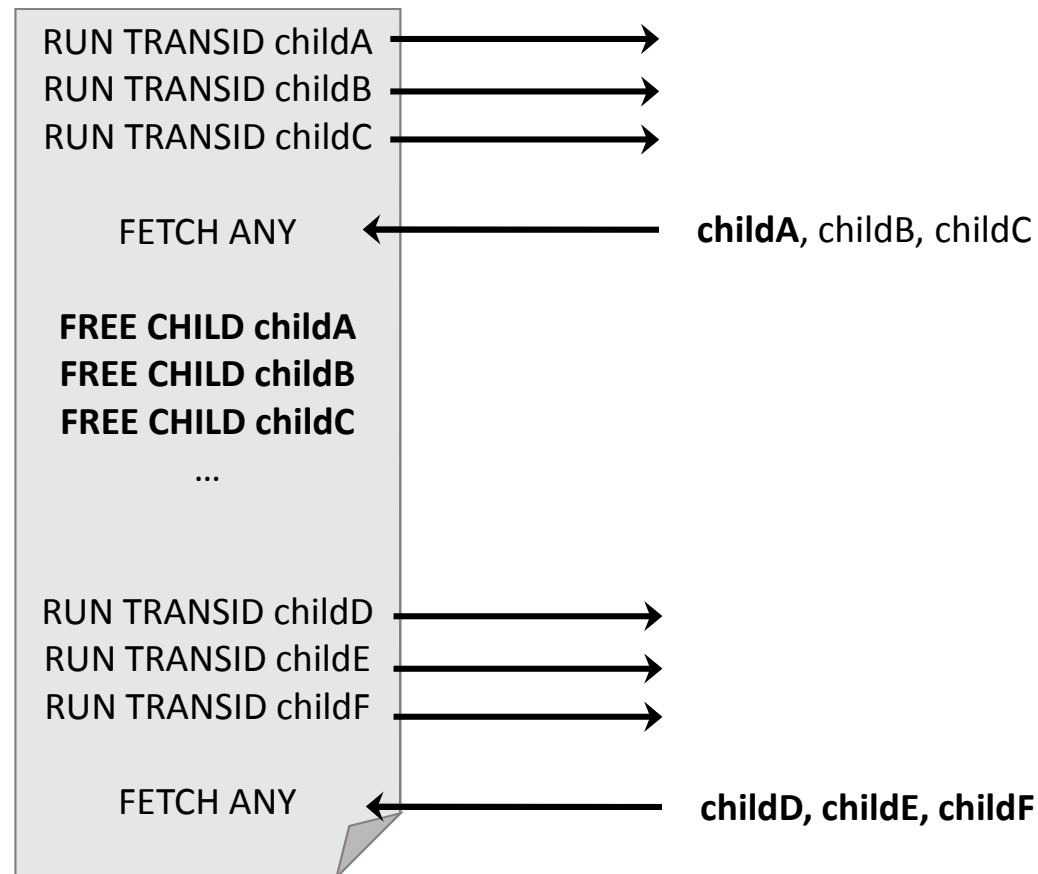 RUN TRANSID childA
RUN TRANSID childB
RUN TRANSID childC
FETCH ANY
childA, childB, childC
FREE CHILD childA
FREE CHILD childB
FREE CHILD childC
...
RUN TRANSID childD
RUN TRANSID childE
RUN TRANSID childF
FETCH ANY
childD, childE, childF